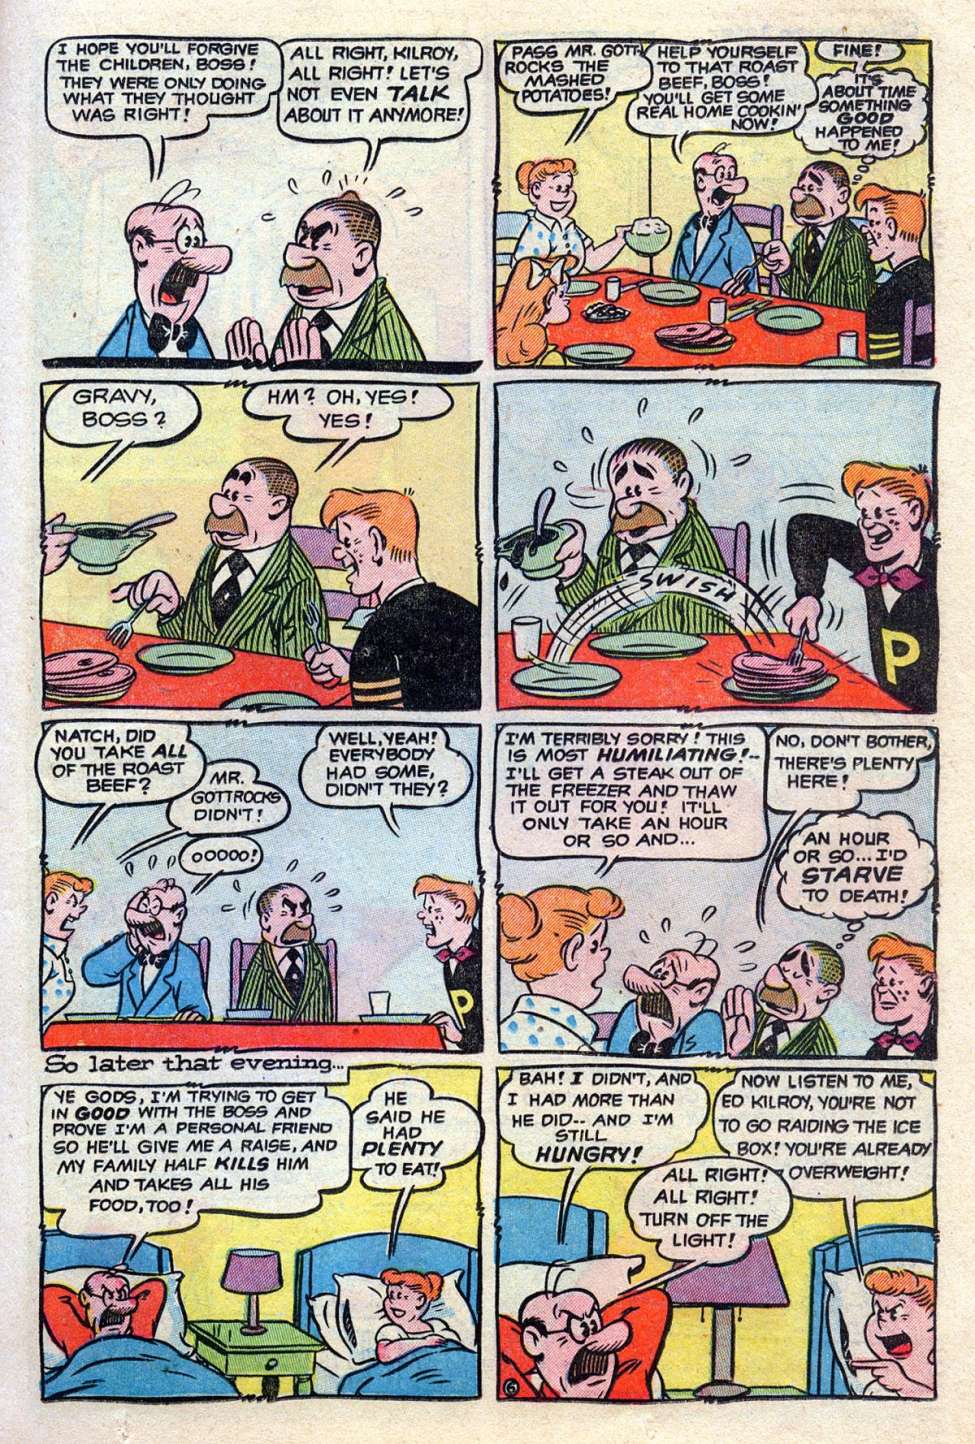 I HOPE YOU'LL FORGIVE
THE CHILDREN, BOSS!
THEY WERE ONLY DOING
WHAT THEY THOUGHT
WAS RIGHT!
ALL RIGHT, KILROY,
ALL RIGHT! LET'S
NOT EVEN TALK
ABOUT IT ANYMORE!
PASS MR. GOTT-
ROCKS THE
MASHED
POTATOES!
HELP YOURSELF
TO THAT ROAST
BEEF, BOSS!
YOU'LL GET SOME
REAL HOME COOKIN'
NOW!
FINE!
IT'S
ABOUT TIME
SOMETHING
GOOD
HAPPENED
TO ME!
GRAVY,
BOSS?
HM? OH, YES!
YES!
SWISH
P
NATCH, DID
YOU TAKE ALL
OF THE ROAST
BEEF?
MR.
GOTTROCKS
DIDN'T!
OOOOO!
WELL, YEAH!
EVERYBODY
HAD SOME,
DIDN'T THEY?
P
I'M TERRIBLY SORRY! THIS
IS MOST HUMILIATING!--
I'LL GET A STEAK OUT OF
THE FREEZER AND THAW
IT OUT FOR YOU! IT'LL
ONLY TAKE AN HOUR
OR SO AND...
NO, DON'T BOTHER,
THERE'S PLENTY
HERE!
AN HOUR
OR SO... I'D
STARVE
TO DEATH!
So later that evening...
YE GODS, I'M TRYING TO GET
IN GOOD WITH THE BOSS AND
PROVE I'M A PERSONAL FRIEND
SO HE'LL GIVE ME A RAISE, AND
MY FAMILY HALF KILLS HIM
AND TAKES ALL HIS
FOOD, TOO!
HE
SAID HE
HAD
PLENTY
TO EAT!
BAH! I DIDN'T, AND
I HAD MORE THAN
HE DID-- AND I'M
STILL
HUNGRY!
NOW LISTEN TO ME,
ED KILROY, YOU'RE NOT
TO GO RAIDING THE ICE
BOX! YOU'RE ALREADY
OVERWEIGHT!
ALL RIGHT!
ALL RIGHT!
TURN OFF THE
LIGHT!
6